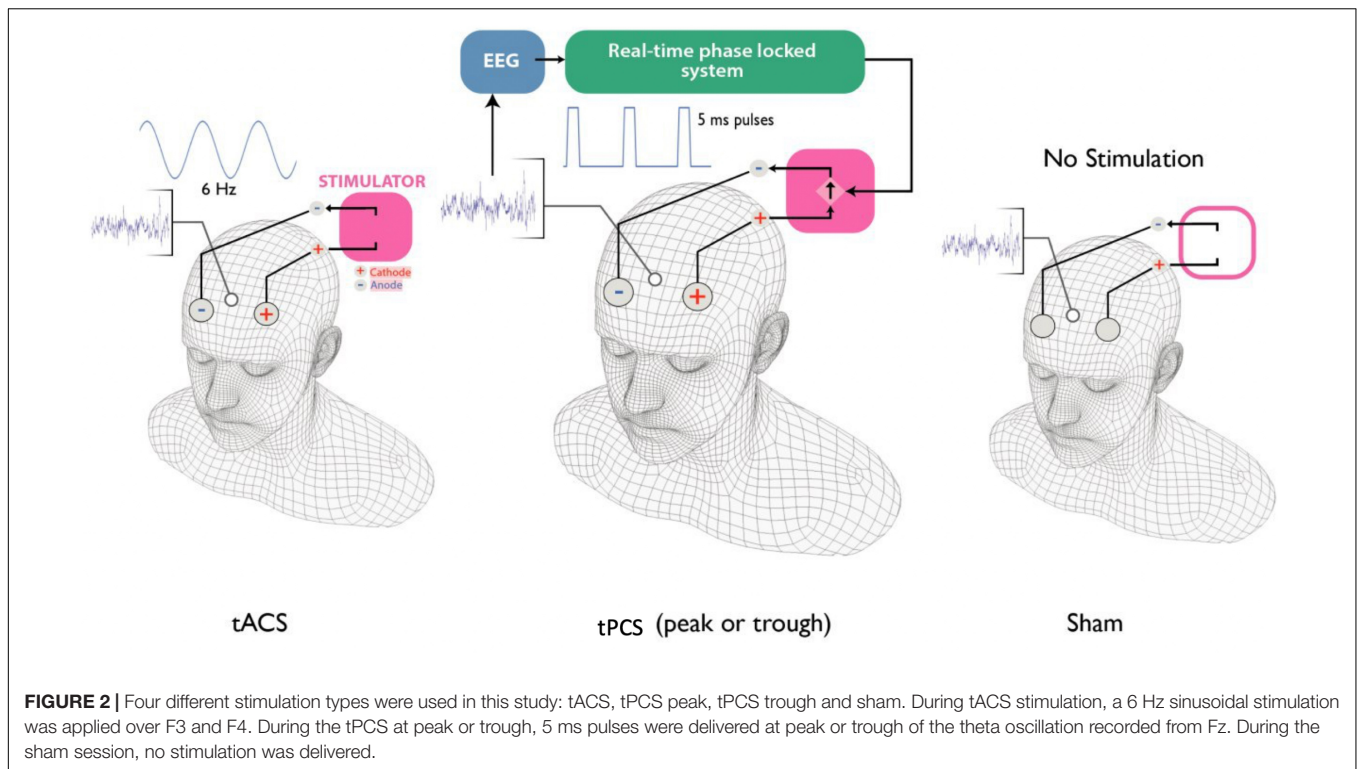 EEG
Real-time phase locked
system
5 ms pulses
6 Hz
STIMULATOR
-
+
+ Cathode
- Anode
-
+
tACS
-
+
-
+
tPCS (peak or trough)
No Stimulation
-
+
Sham
FIGURE 2 | Four different stimulation types were used in this study: tACS, tPCS peak, tPCS trough and sham. During tACS stimulation, a 6 Hz sinusoidal stimulation
was applied over F3 and F4. During the tPCS at peak or trough, 5 ms pulses were delivered at peak or trough of the theta oscillation recorded from Fz. During the
sham session, no stimulation was delivered.